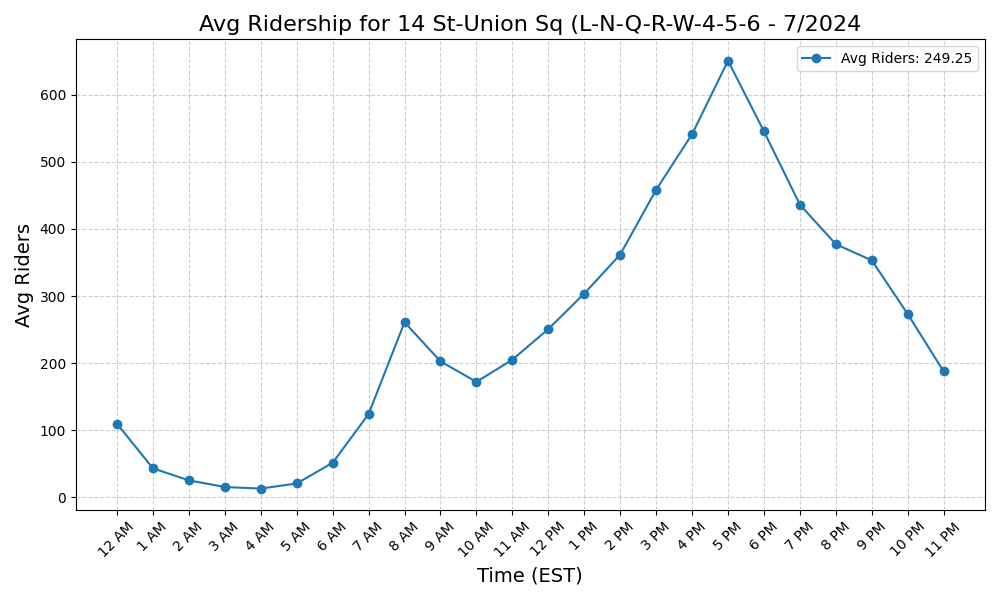 Avg Ridership for 14 St-Union Sq (L-N-Q-R-W-4-5-6 - 7/2024
Avg Riders: 249.25
Avg Riders
600
500
400
300
200
100
0
12 AM
1 AM
2 AM
3 AM
4 AM
5 AM
6 AM
7 AM
8 AM
9 AM
10 AM
11 AM
12 PM
1 PM
2 PM
3 PM
4 PM
5 PM
6 PM
7 PM
8 PM
9 PM
10 PM
11 PM
Time (EST)